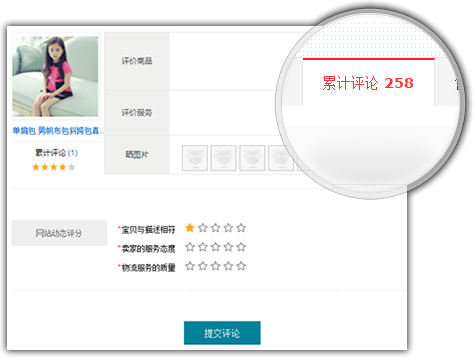 评价商品
累计评论 258
单肩包 男帆布包斜挎包直...
评价服务
累计评论 (1)
晒图片
网站动态评分
*宝贝与描述相符
*卖家的服务态度
*物流服务的质量
提交评论